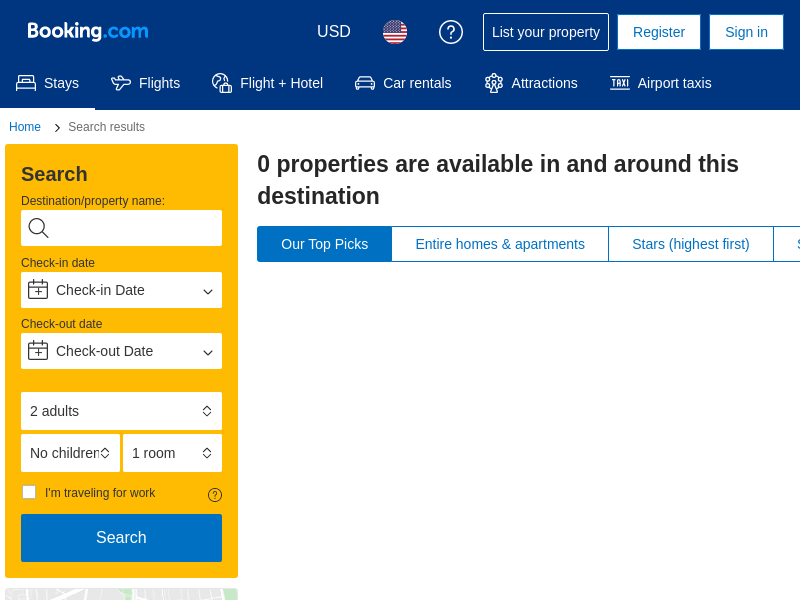 Booking.com
USD
List your property
Register
Sign in
Stays
Flights
Flight + Hotel
Car rentals
Attractions
TAXI
Airport taxis
Home
Search results
Search
Destination/property name:
Check-in date
Check-in Date
Check-out date
Check-out Date
2 adults
No children
1 room
I'm traveling for work
Search
0 properties are available in and around this
destination
Our Top Picks
Entire homes & apartments
Stars (highest first)